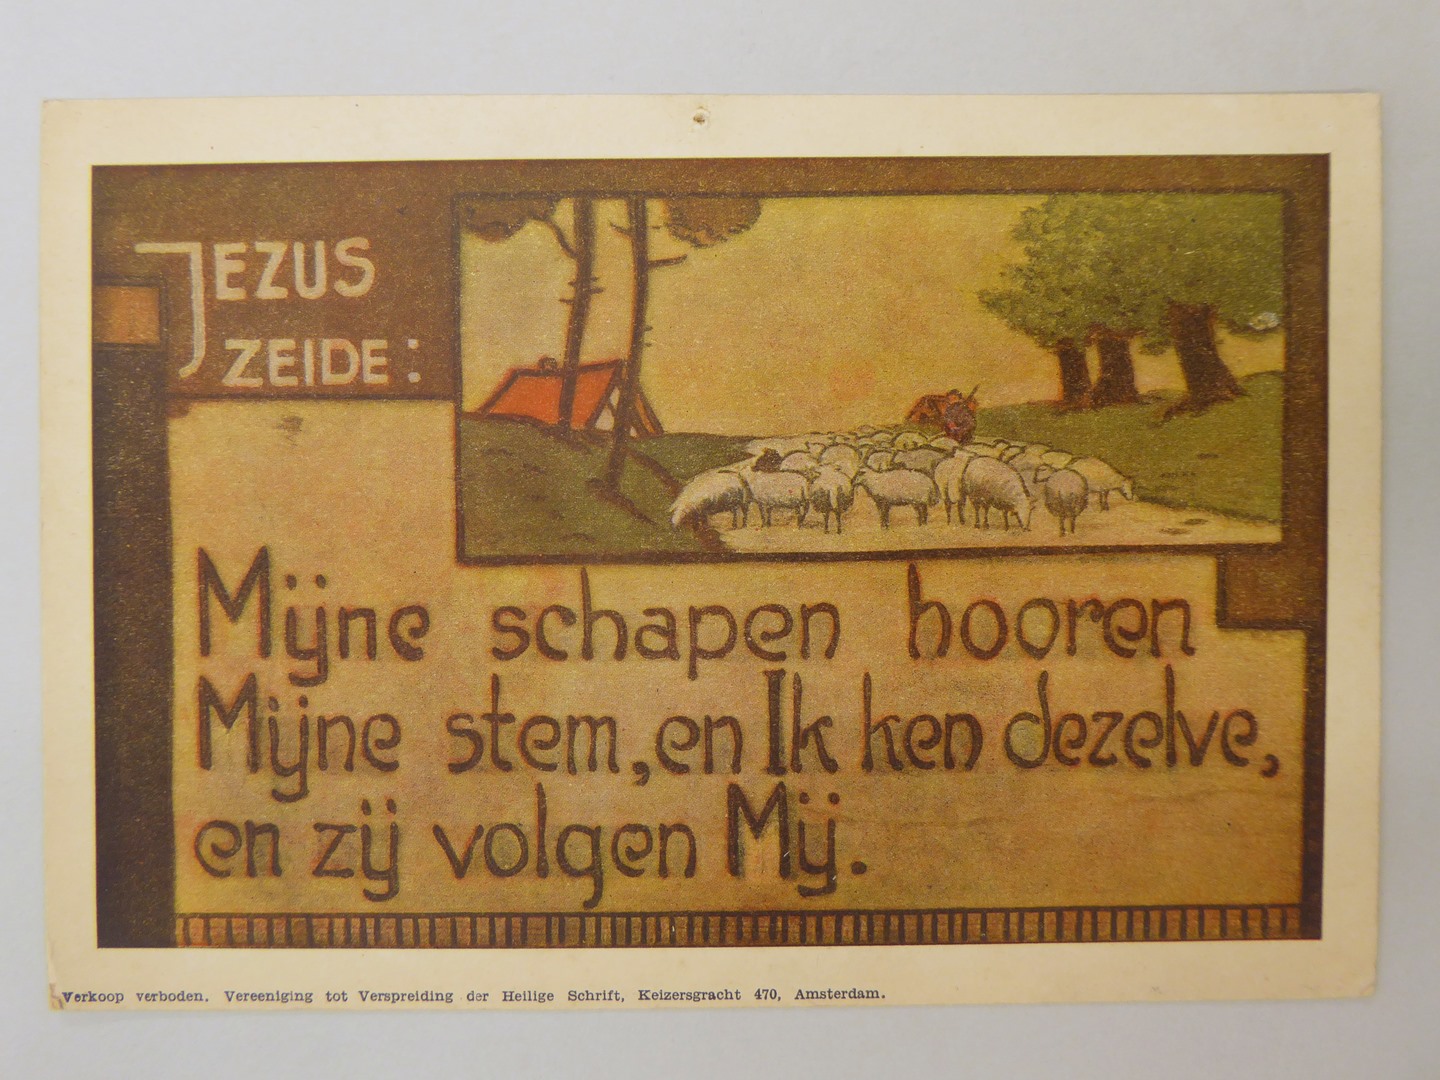 JEZUS
ZEIDE:
Mijne schapen hooren
Mijne stem, en Ik ken dezelve,
en zij volgen Mij.
Verkoop verboden. Vereeniging tot Verspreiding der Heilige Schrift, Keizersgracht 470, Amsterdam.